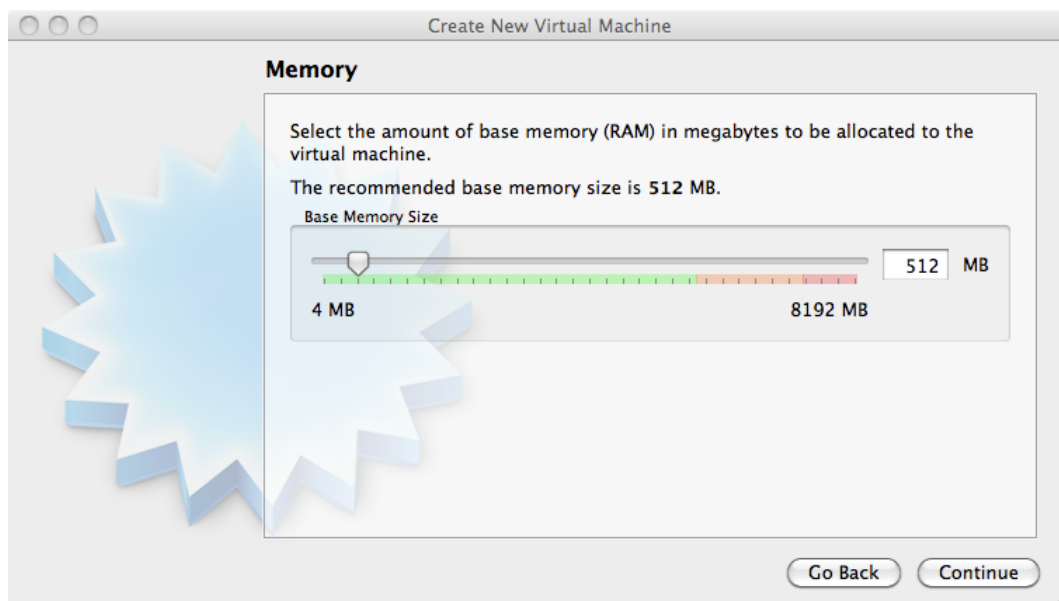 Create New Virtual Machine
Memory
Select the amount of base memory (RAM) in megabytes to be allocated to the
virtual machine.
The recommended base memory size is 512 MB.
Base Memory Size
512 MB
4 MB 8192 MB
Go Back Continue